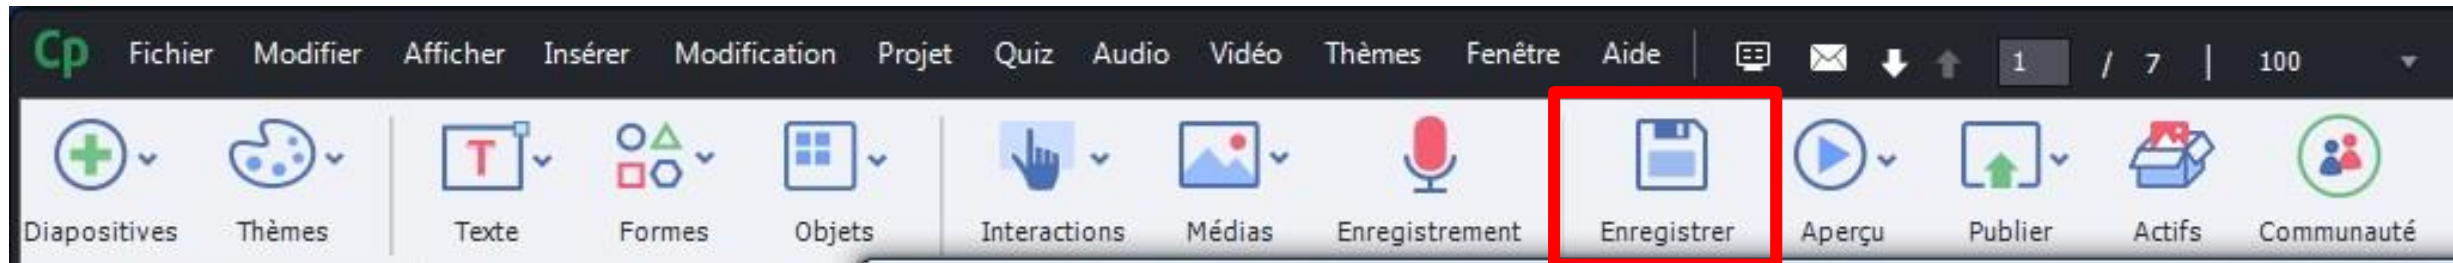 Cp Fichier Modifier Afficher Insérer Modification Projet Quiz Audio Vidéo Thèmes Fenêtre Aide 1 / 7 | 100
T
Diapositives Thèmes Texte Formes Objets Interactions Médias Enregistrement Enregistrer Aperçu Publier Actifs Communauté